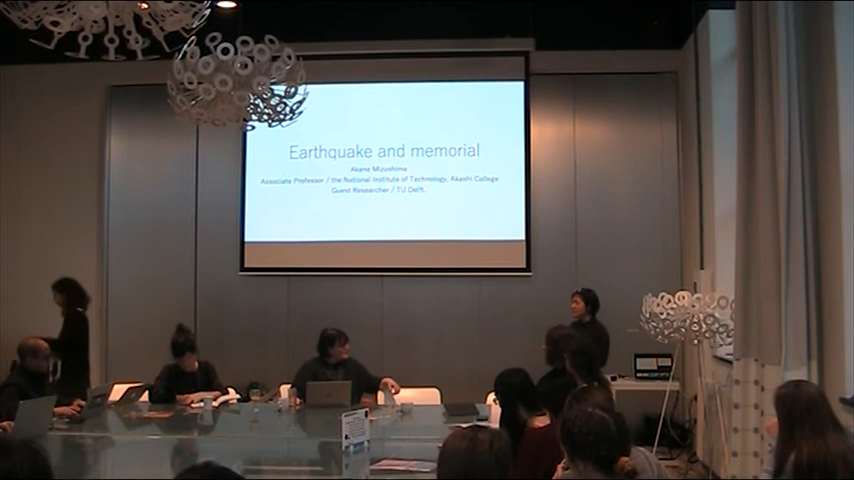 Earthquake and memorial
Akane Mizushima
Associate Professor / the National Institute of Technology, Akashi College
Guest Researcher / TU Delft,